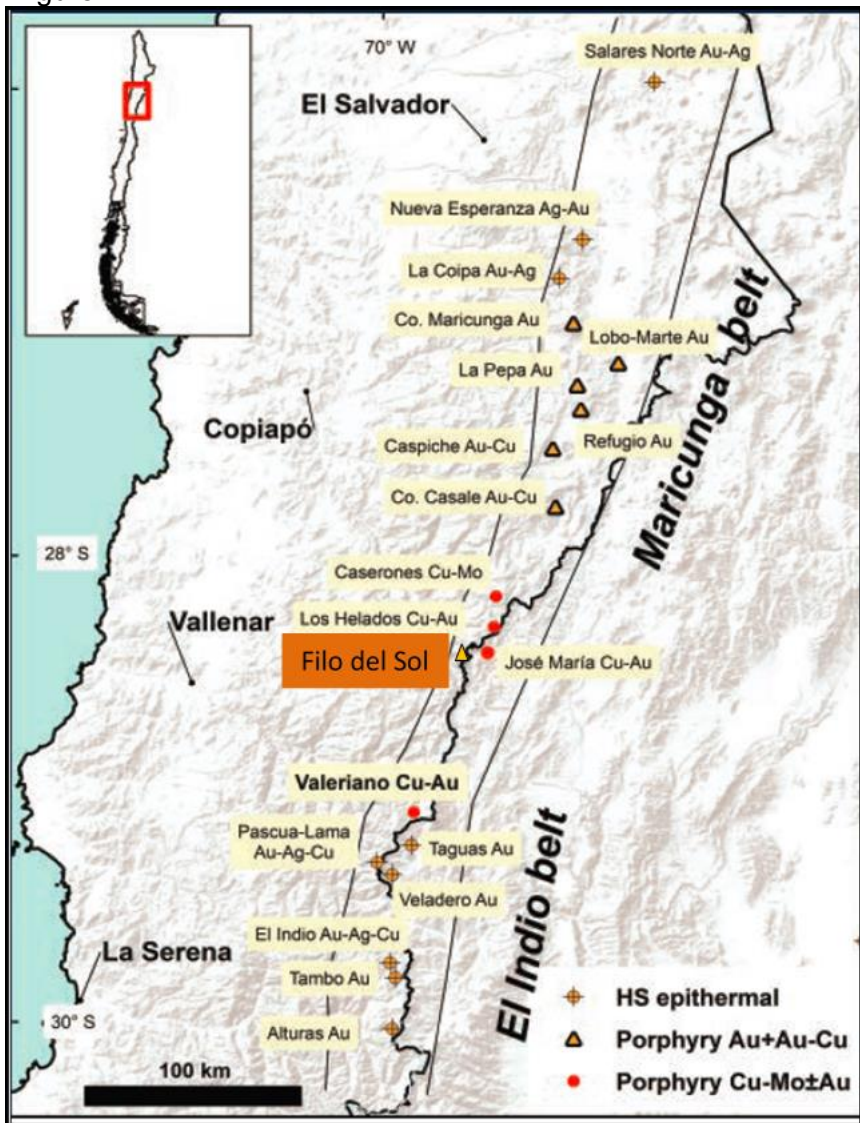 70° W
Salares Norte Au-Ag
El Salvador
Nueva Esperanza Ag-Au
La Coipa Au-Ag
Co. Maricunga Au
Lobo-Marte Au
La Pepa Au
Maricunga belt
Copiapó
Refugio Au
Caspiche Au-Cu
Co. Casale Au-Cu
28° S
Caserones Cu-Mo
Los Helados Cu-Au
Vallenar
Filo del Sol
José María Cu-Au
Valeriano Cu-Au
Pascua-Lama
Au-Ag-Cu
Taguas Au
Veladero Au
El Indio belt
El Indio Au-Ag-Cu
La Serena
Tambo Au
HS epithermal
30° S
Alturas Au
Porphyry Au+Au-Cu
100 km
Porphyry Cu-Mo±Au